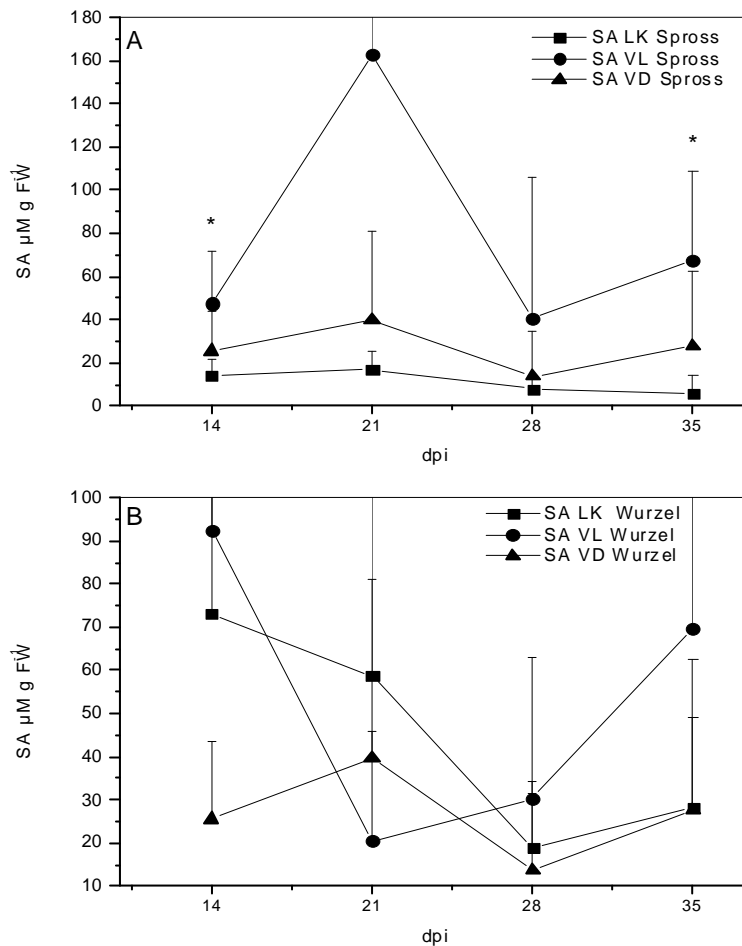 A
SA LK Spross
SA VL Spross
SA VD Spross
180
160
140
120
100
80
60
40
20
0
*
*
SA µM g FW-1
14
21
28
35
dpi
B
SA LK Wurzel
SA VL Wurzel
SA VD Wurzel
100
90
80
70
60
50
40
30
20
10
SA µM g FW-1
14
21
28
35
dpi